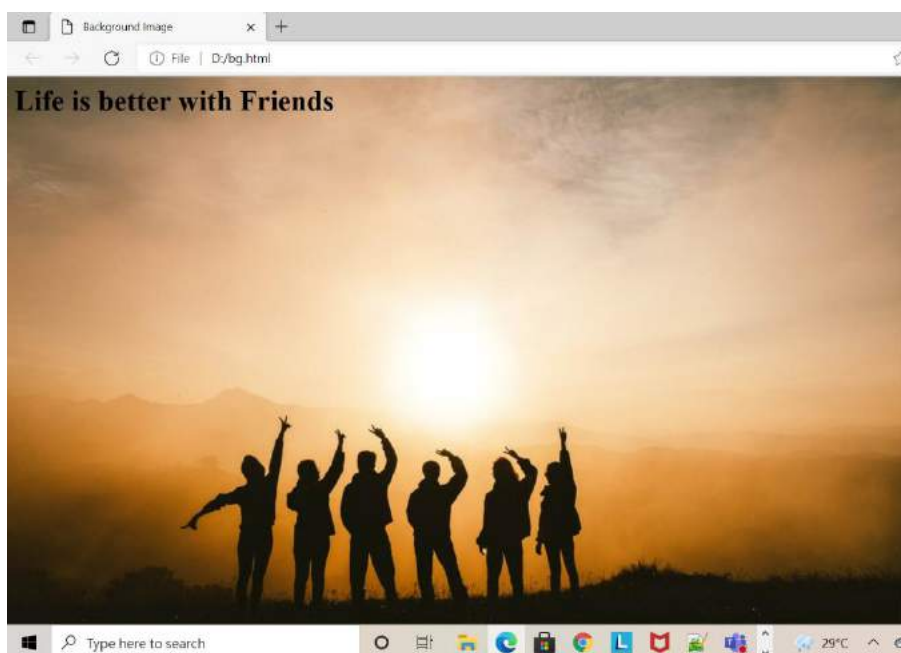 Background Image
File | D:/bg.html
Life is better with Friends
Type here to search
L
29°C